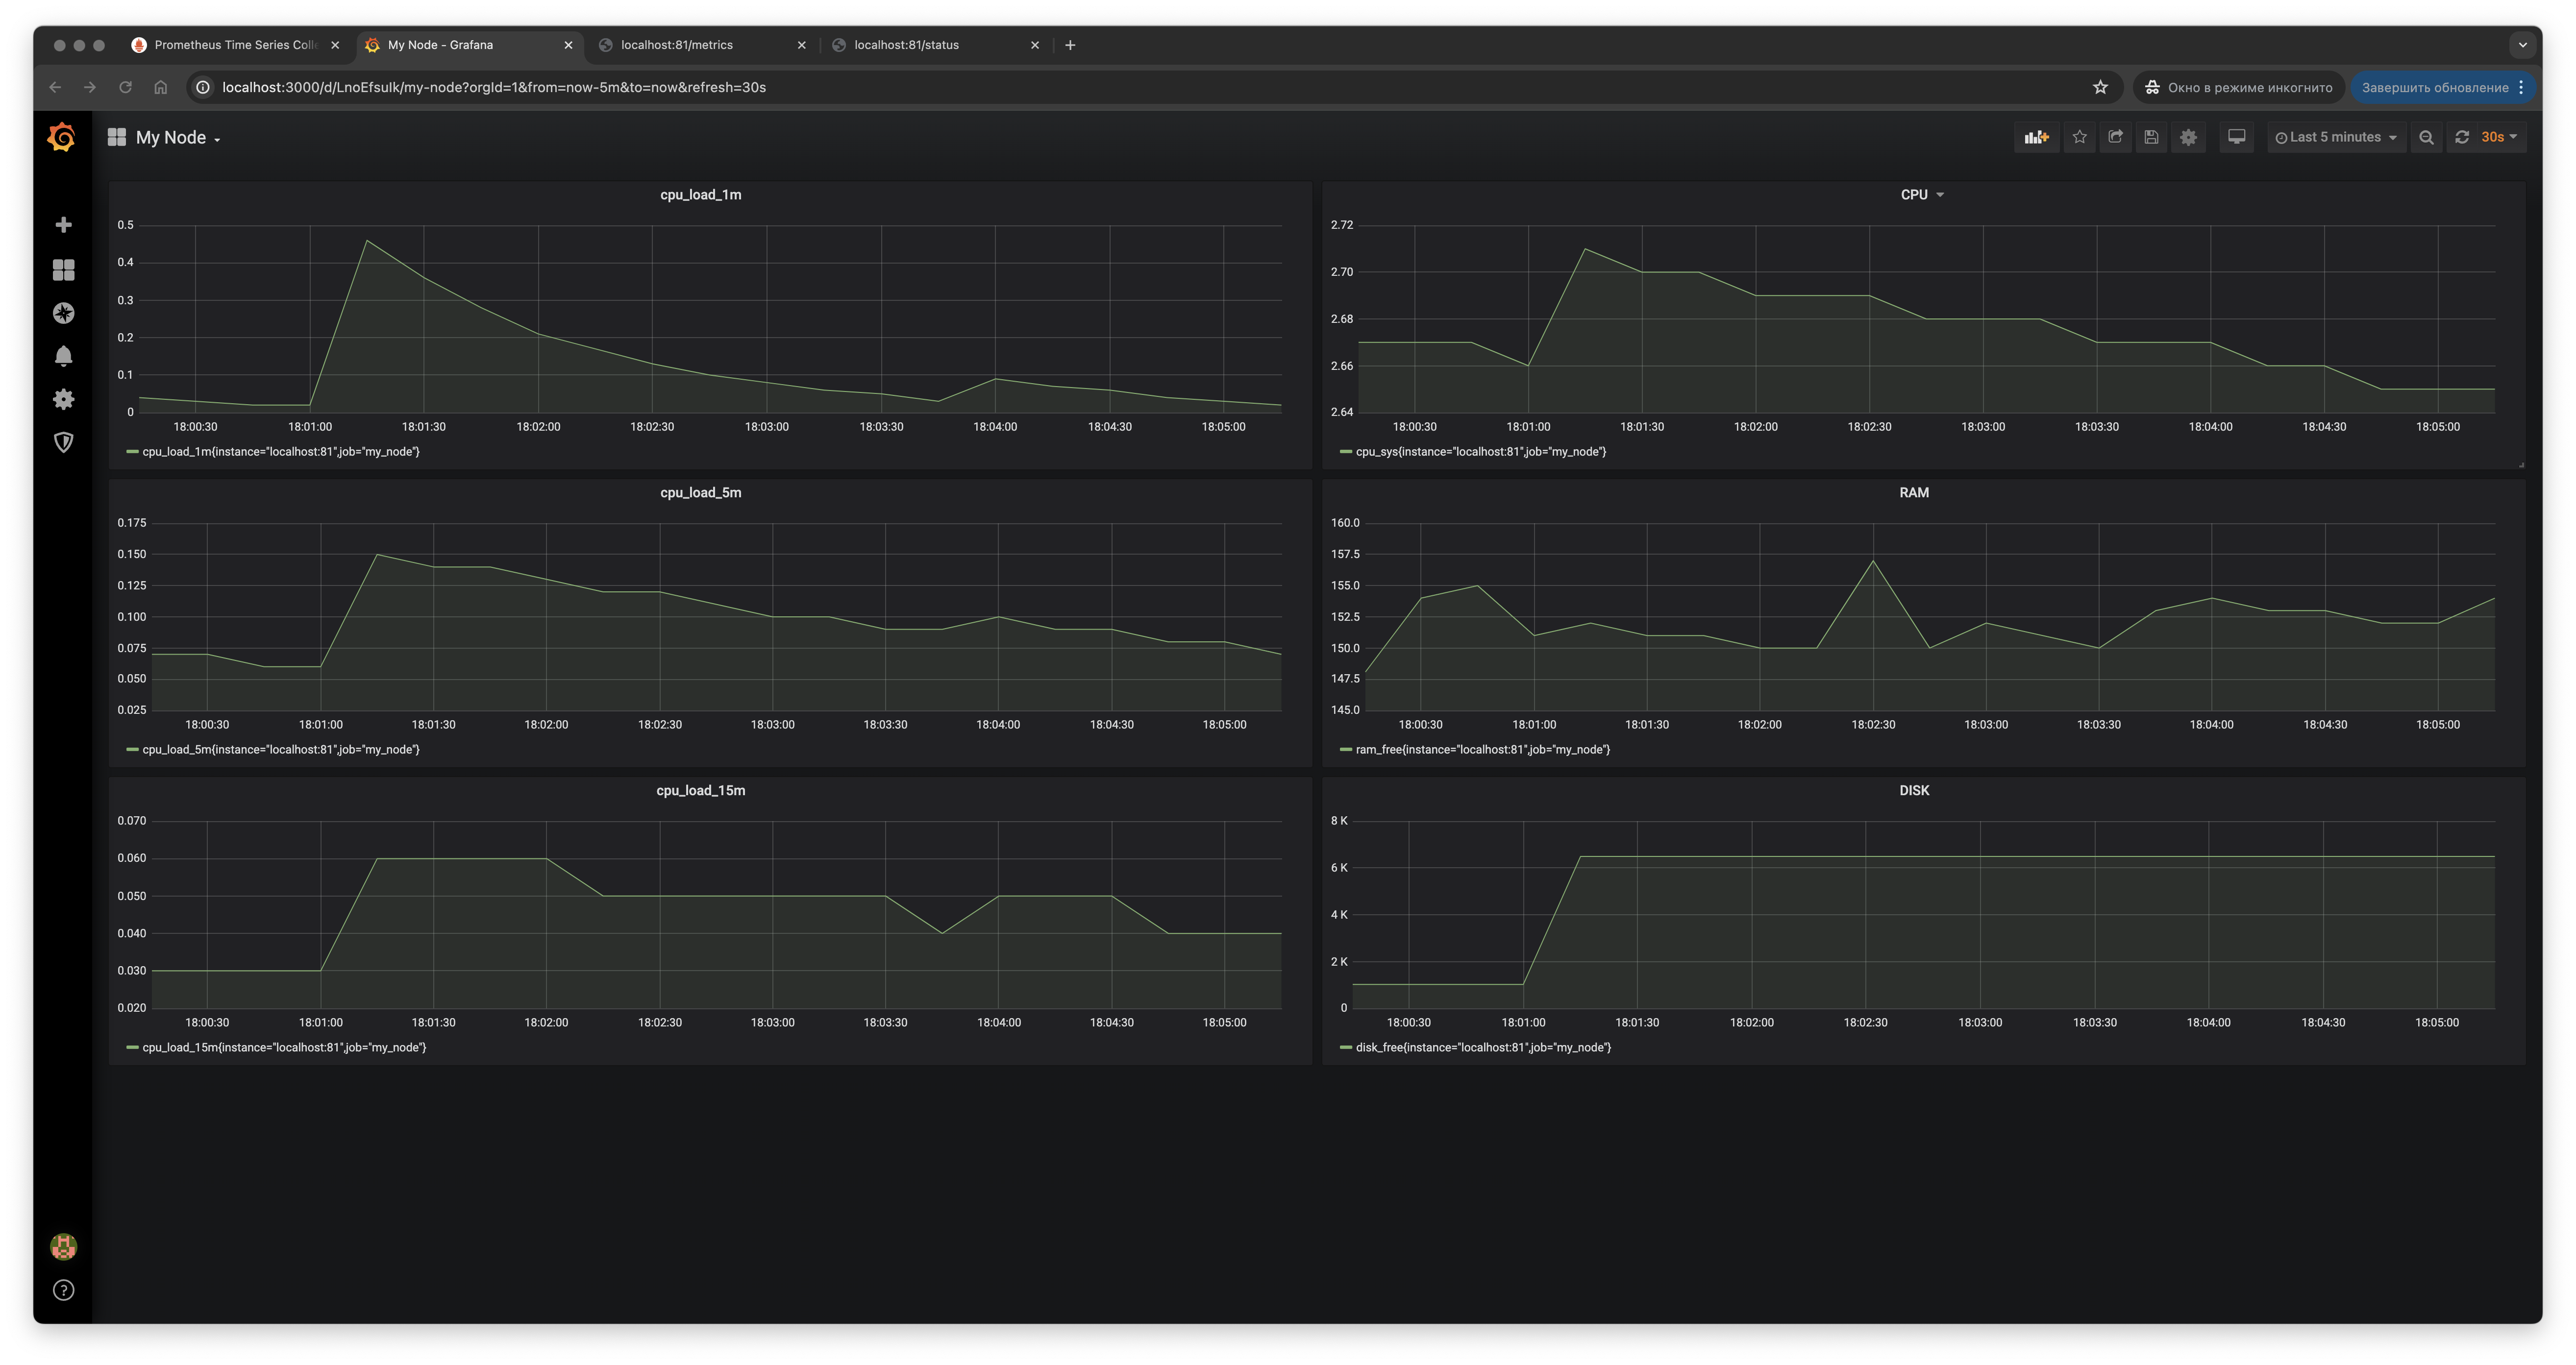 Prometheus Time Series Coll
My Node - Grafana
localhost:81/metrics
localhost:81/status
localhost:3000/d/LnoEfsulk/my-node?orgId=1&from=now-5m&to=now&refresh=30s
Окно в режиме инкогнито
Завершить обновление
My Node
Last 5 minutes
30s
cpu_load_1m
0.5
0.4
0.3
0.2
0.1
0
18:00:30 18:01:00 18:01:30 18:02:00 18:02:30 18:03:00 18:03:30 18:04:00 18:04:30 18:05:00
cpu_load_1m{instance="localhost:81",job="my_node"}
CPU
2.72
2.70
2.68
2.66
2.64
18:00:30 18:01:00 18:01:30 18:02:00 18:02:30 18:03:00 18:03:30 18:04:00 18:04:30 18:05:00
cpu_sys{instance="localhost:81",job="my_node"}
cpu_load_5m
0.175
0.150
0.125
0.100
0.075
0.050
0.025
18:00:30 18:01:00 18:01:30 18:02:00 18:02:30 18:03:00 18:03:30 18:04:00 18:04:30 18:05:00
cpu_load_5m{instance="localhost:81",job="my_node"}
RAM
160.0
157.5
155.0
152.5
150.0
147.5
145.0
18:00:30 18:01:00 18:01:30 18:02:00 18:02:30 18:03:00 18:03:30 18:04:00 18:04:30 18:05:00
ram_free{instance="localhost:81",job="my_node"}
cpu_load_15m
0.070
0.060
0.050
0.040
0.030
0.020
18:00:30 18:01:00 18:01:30 18:02:00 18:02:30 18:03:00 18:03:30 18:04:00 18:04:30 18:05:00
cpu_load_15m{instance="localhost:81",job="my_node"}
DISK
8 K
6 K
4 K
2 K
0
18:00:30 18:01:00 18:01:30 18:02:00 18:02:30 18:03:00 18:03:30 18:04:00 18:04:30 18:05:00
disk_free{instance="localhost:81",job="my_node"}